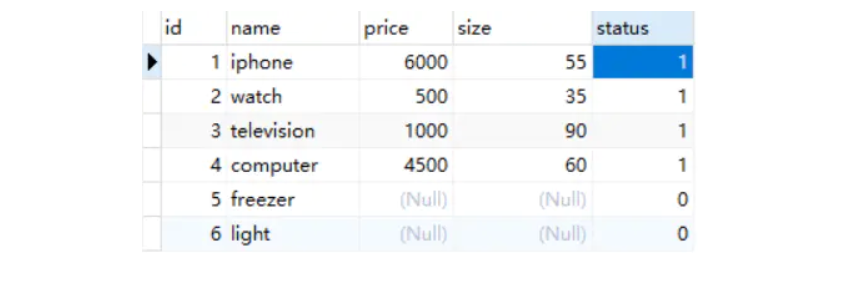 id name price size status
1 iphone 6000 55 1
2 watch 500 35 1
3 television 1000 90 1
4 computer 4500 60 1
5 freezer (Null) (Null) 0
6 light (Null) (Null) 0